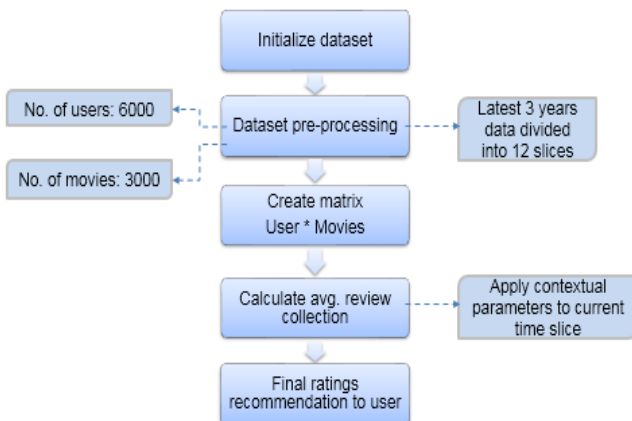 Initialize dataset
No. of users: 6000
Dataset pre-processing
Latest 3 years
data divided
into 12 slices
No. of movies: 3000
Create matrix
User * Movies
Calculate avg. review
collection
Apply contextual
parameters to current
time slice
Final ratings
recommendation to user